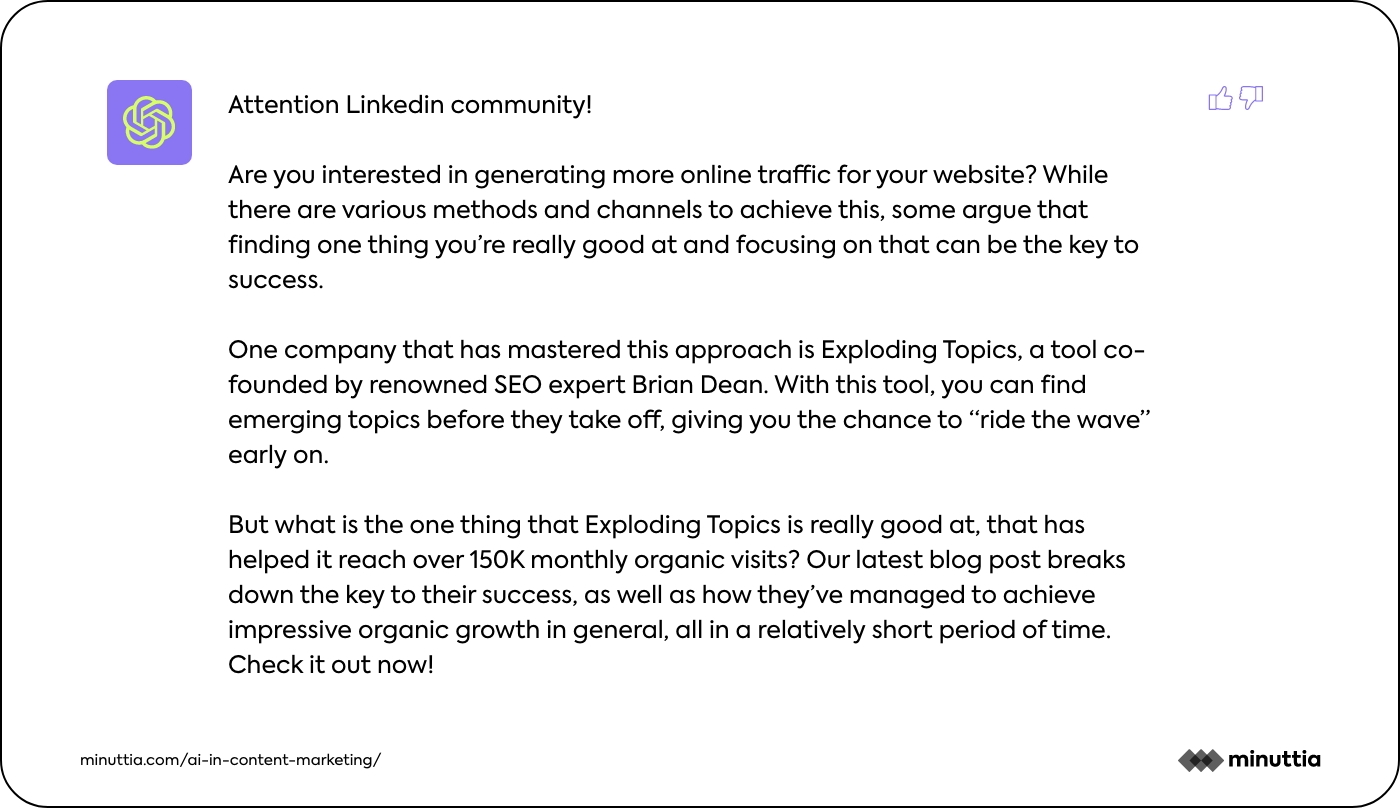 Attention Linkedin community!
Are you interested in generating more online traffic for your website? While
there are various methods and channels to achieve this, some argue that
finding one thing you’re really good at and focusing on that can be the key to
success.
One company that has mastered this approach is Exploding Topics, a tool co-
founded by renowned SEO expert Brian Dean. With this tool, you can find
emerging topics before they take off, giving you the chance to “ride the wave”
early on.
But what is the one thing that Exploding Topics is really good at, that has
helped it reach over 150K monthly organic visits? Our latest blog post breaks
down the key to their success, as well as how they’ve managed to achieve
impressive organic growth in general, all in a relatively short period of time.
Check it out now!
minuttia.com/ai-in-content-marketing/
minuttia